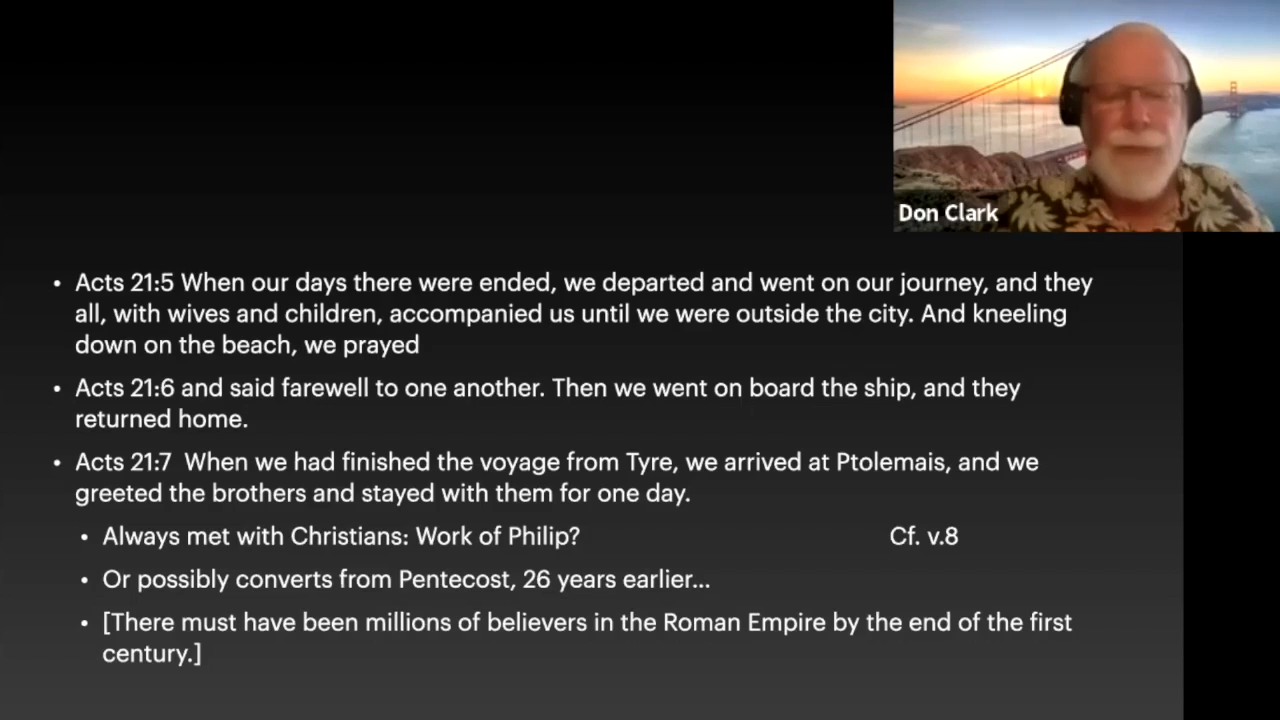 Don Clark
• Acts 21:5 When our days there were ended, we departed and went on our journey, and they
all, with wives and children, accompanied us until we were outside the city. And kneeling
down on the beach, we prayed
• Acts 21:6 and said farewell to one another. Then we went on board the ship, and they
returned home.
• Acts 21:7 When we had finished the voyage from Tyre, we arrived at Ptolemais, and we
greeted the brothers and stayed with them for one day.
• Always met with Christians: Work of Philip? Cf. v.8
• Or possibly converts from Pentecost, 26 years earlier...
• [There must have been millions of believers in the Roman Empire by the end of the first
century.]